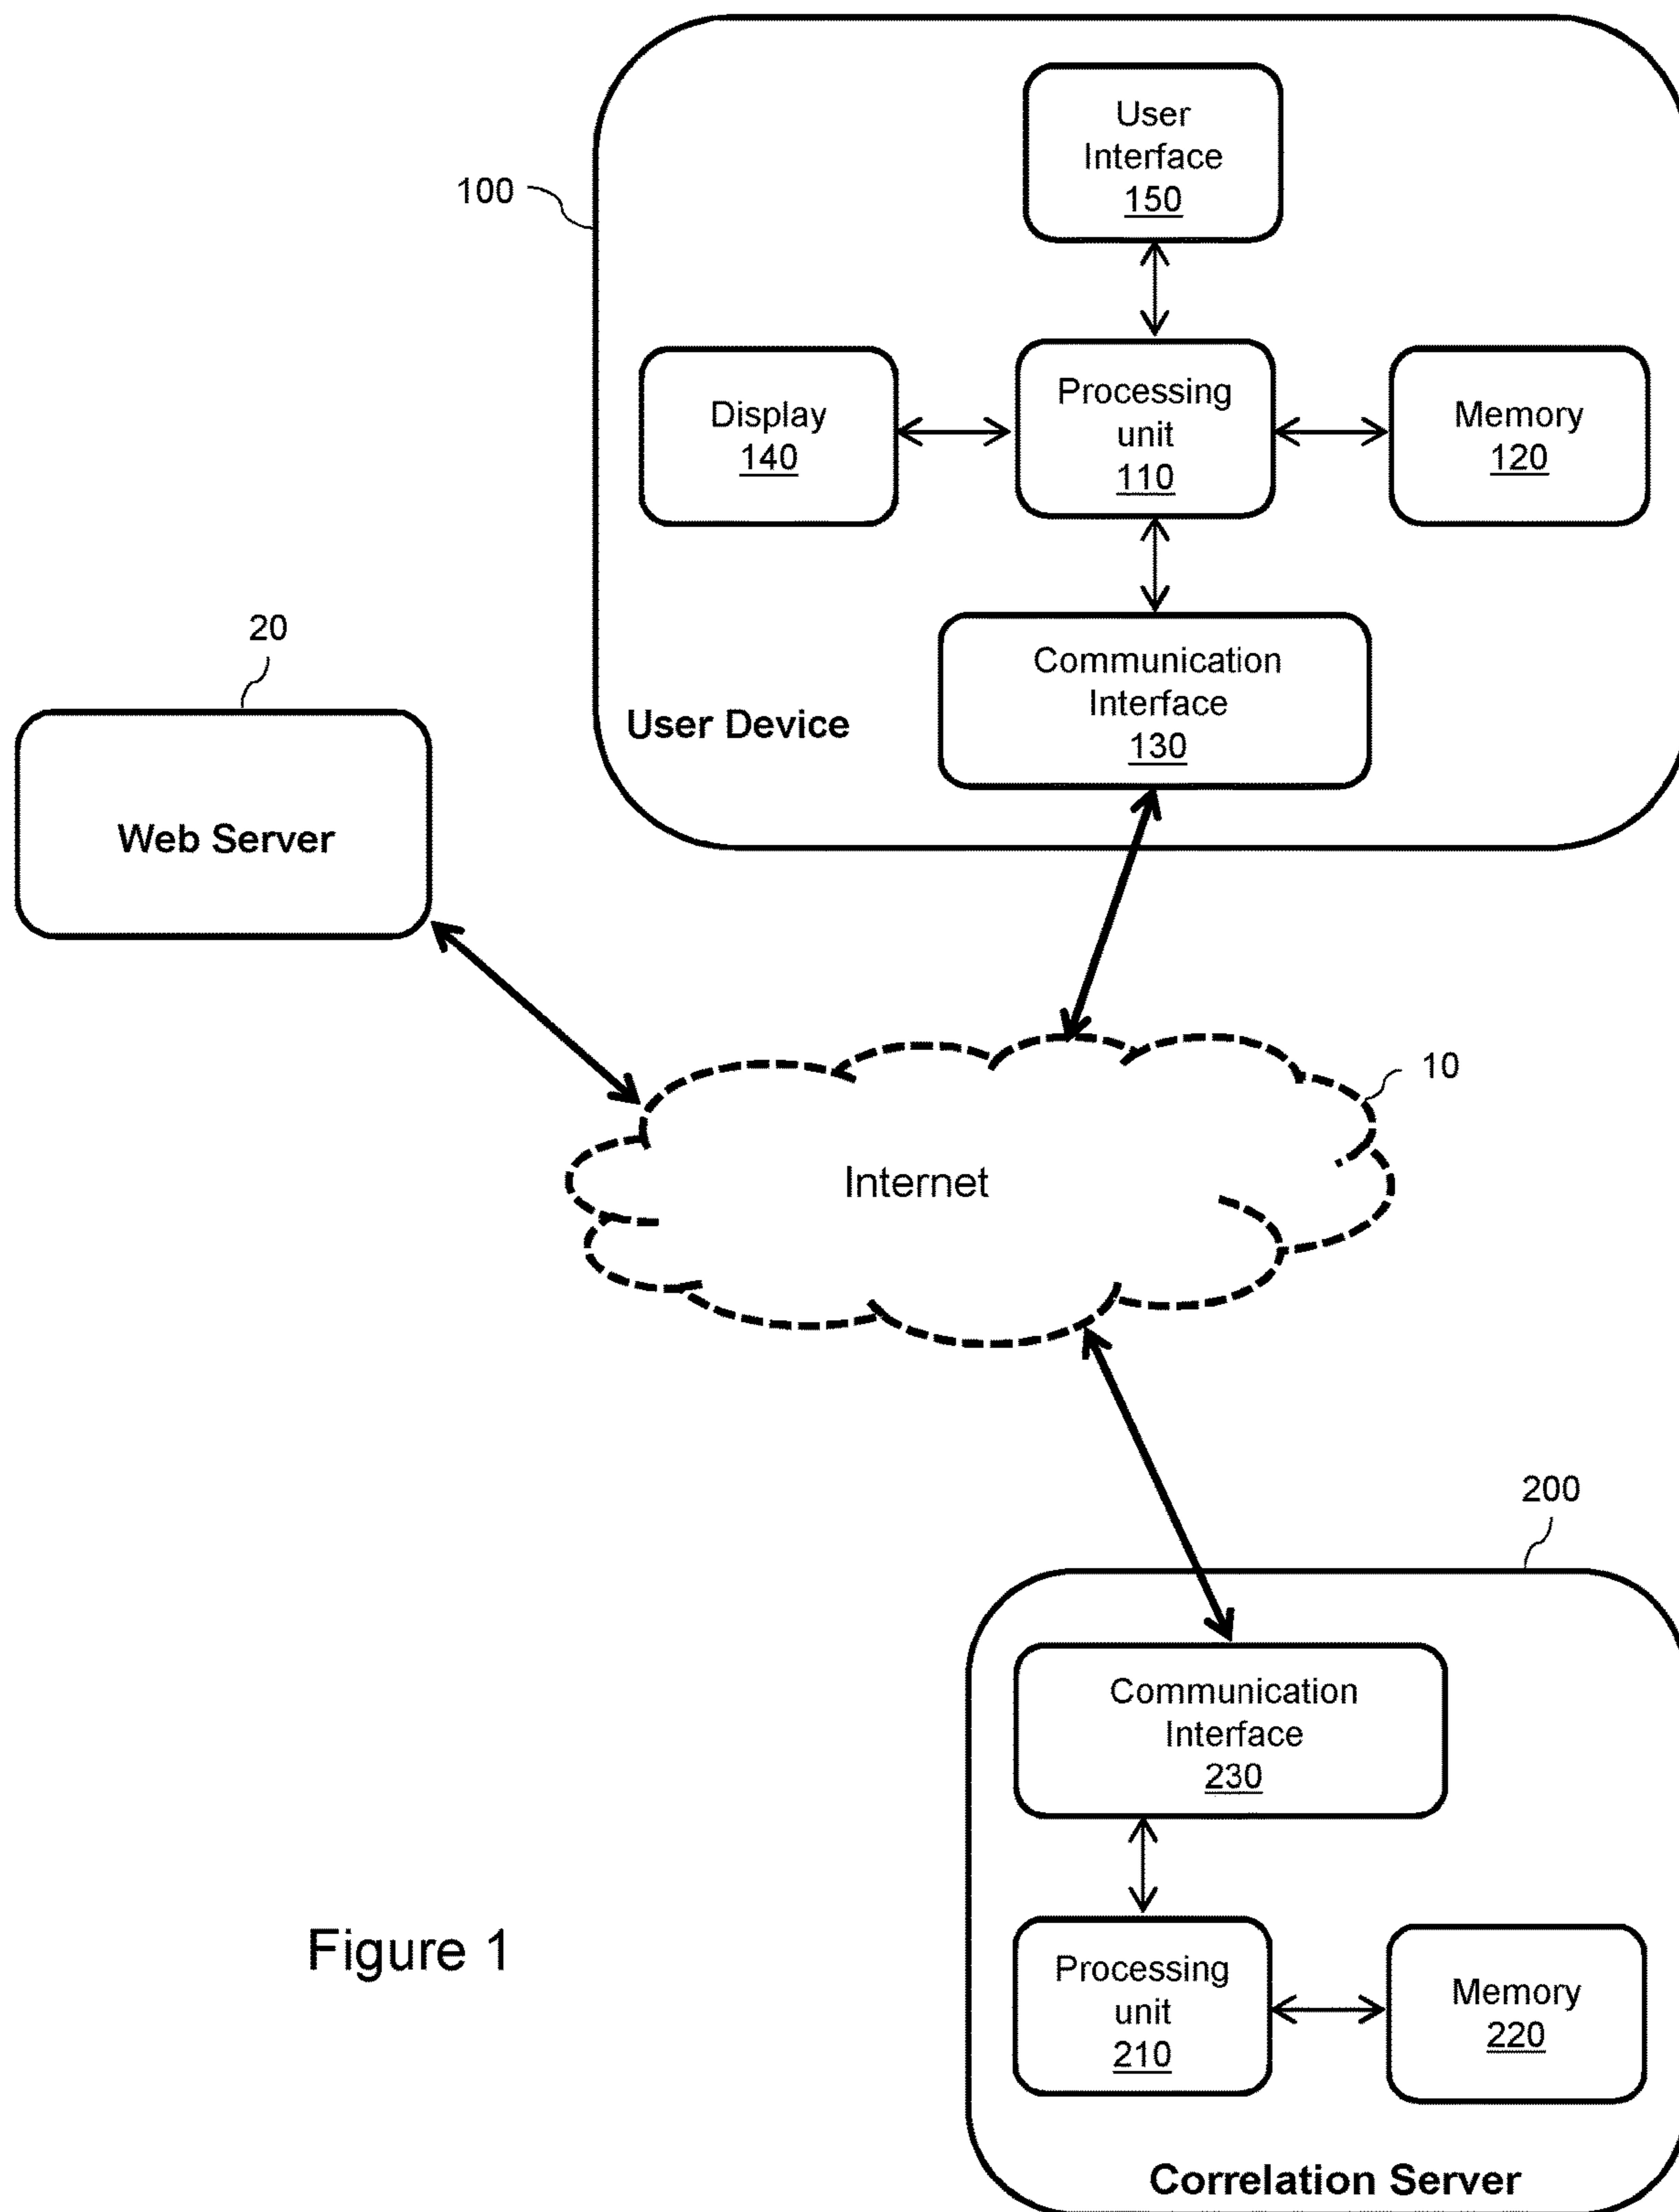 User
Interface
150
100
Display
140
Processing
unit
110
Memory
120
Communication
Interface
130
User Device
20
Web Server
10
Internet
200
Communication
Interface
230
Processing
unit
210
Memory
220
Correlation Server
Figure 1